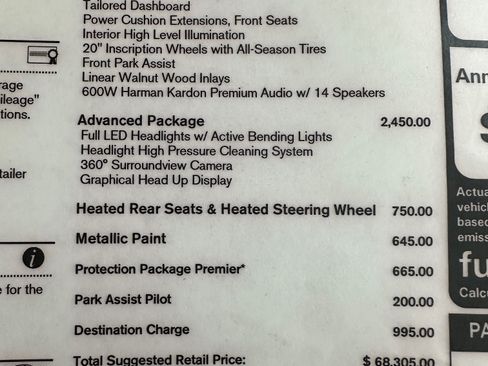 Tailored Dashboard
Power Cushion Extensions, Front Seats
Interior High Level Illumination
20" Inscription Wheels with All-Season Tires
Front Park Assist
Linear Walnut Wood Inlays
600W Harman Kardon Premium Audio w/ 14 Speakers
Advanced Package 2,450.00
Full LED Headlights w/ Active Bending Lights
Headlight High Pressure Cleaning System
360° Surroundview Camera
Graphical Head Up Display
Heated Rear Seats & Heated Steering Wheel 750.00
Metallic Paint 645.00
Protection Package Premier* 665.00
Park Assist Pilot 200.00
Destination Charge 995.00
Total Suggested Retail Price: $ 68,305.00
rage
ileage"
tions.
tailer
e for the
Ann
$
Actua
vehic
based
emiss
fu
Calcu
PA